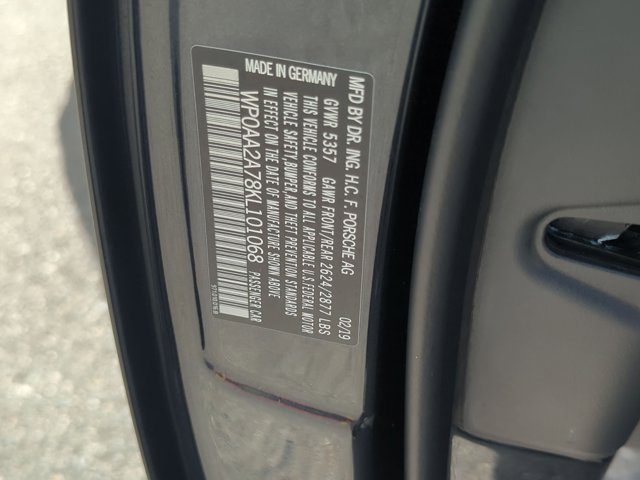 MFD BY DR. ING. H.C. F. PORSCHE AG 02/19
GVWR 5357 GAWR FRONT/REAR 2624/2877 LBS
THIS VEHICLE CONFORMS TO ALL APPLICABLE U.S. FEDERAL MOTOR
VEHICLE SAFETY, BUMPER, AND THEFT PREVENTION STANDARDS
IN EFFECT ON THE DATE OF MANUFACTURE SHOWN ABOVE
WP0AA2A78KL101068 PASSENGER CAR
MADE IN GERMANY